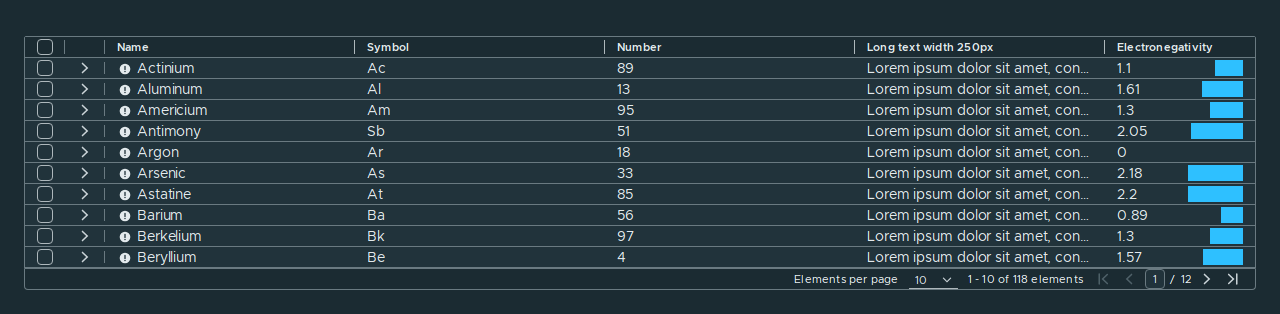 Name Symbol Number Long text width 250px Electronegativity
Actinium Ac 89 Lorem ipsum dolor sit amet, con... 1.1
Aluminum Al 13 Lorem ipsum dolor sit amet, con... 1.61
Americium Am 95 Lorem ipsum dolor sit amet, con... 1.3
Antimony Sb 51 Lorem ipsum dolor sit amet, con... 2.05
Argon Ar 18 Lorem ipsum dolor sit amet, con... 0
Arsenic As 33 Lorem ipsum dolor sit amet, con... 2.18
Astatine At 85 Lorem ipsum dolor sit amet, con... 2.2
Barium Ba 56 Lorem ipsum dolor sit amet, con... 0.89
Berkelium Bk 97 Lorem ipsum dolor sit amet, con... 1.3
Beryllium Be 4 Lorem ipsum dolor sit amet, con... 1.57
Elements per page 10 1 - 10 of 118 elements 1 / 12